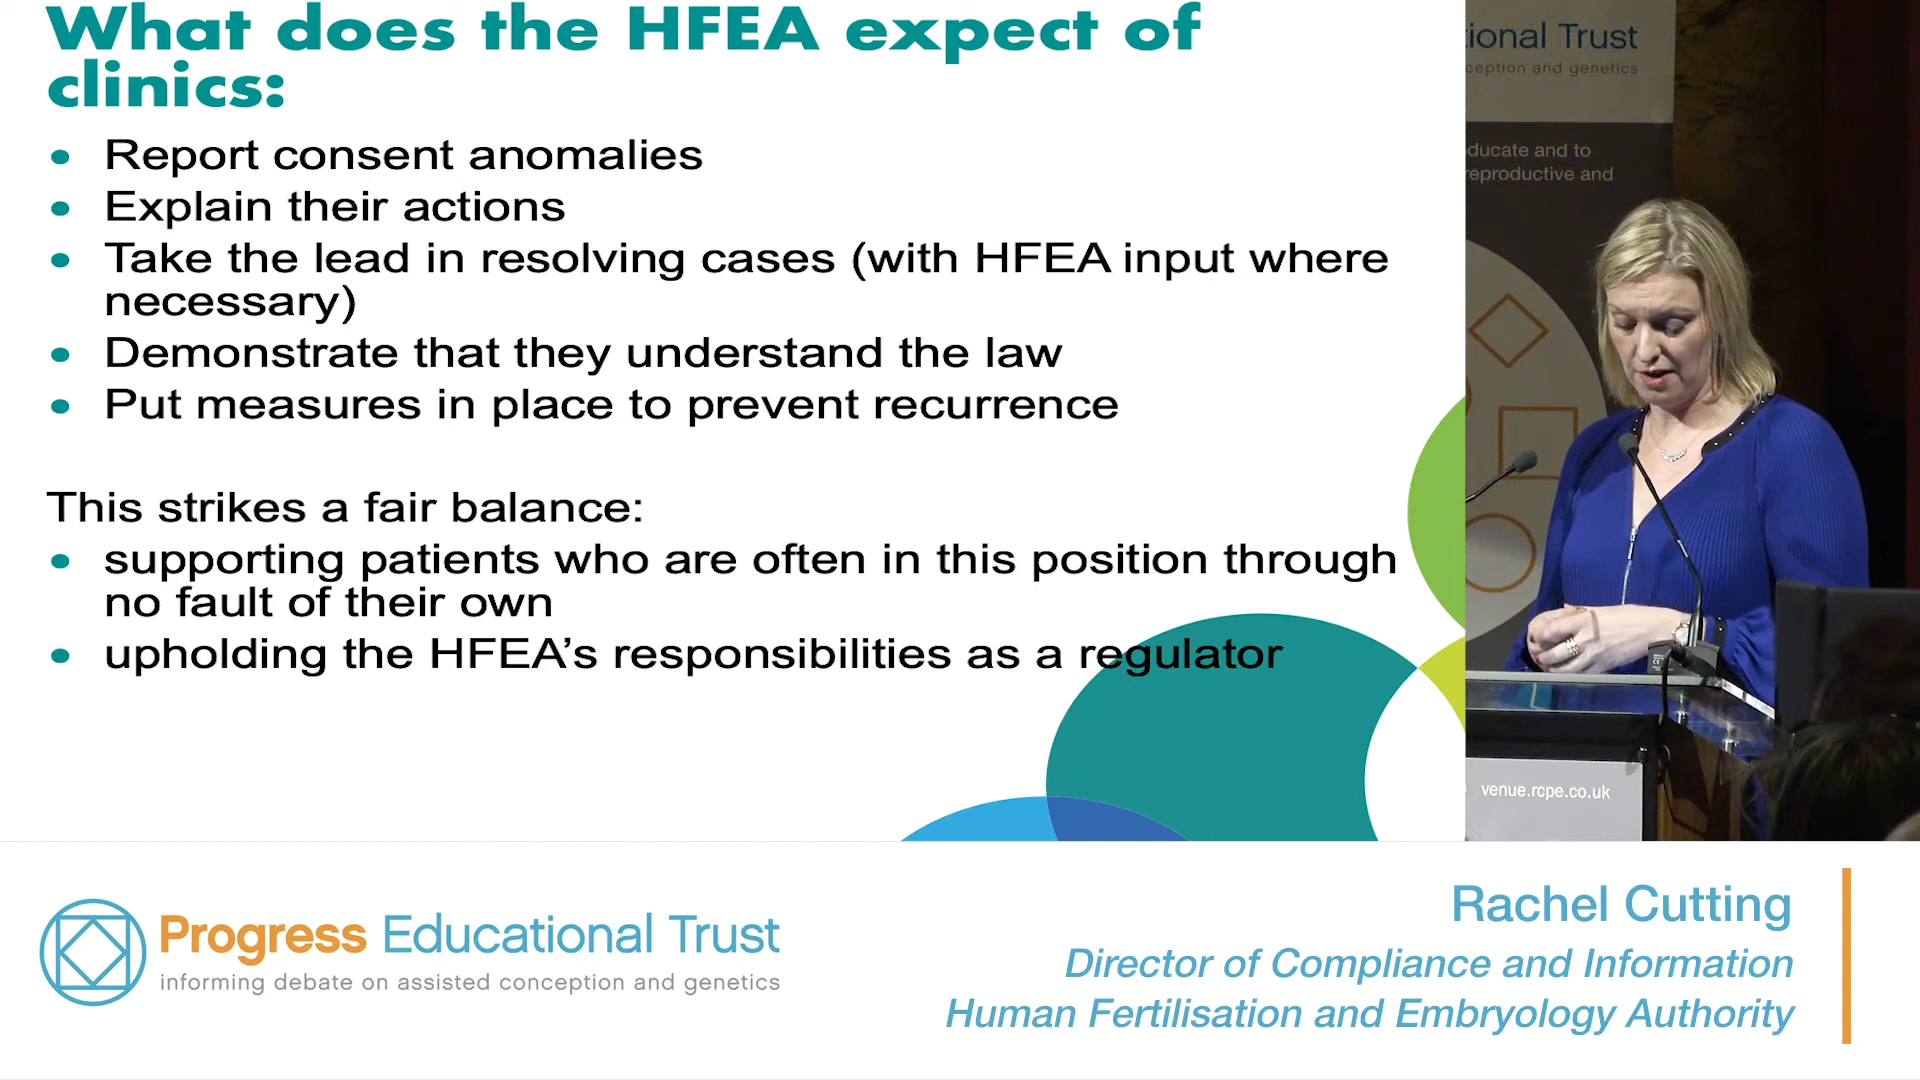 What does the HFEA expect of
clinics:
• Report consent anomalies
• Explain their actions
• Take the lead in resolving cases (with HFEA input where
necessary)
• Demonstrate that they understand the law
• Put measures in place to prevent recurrence
This strikes a fair balance:
• supporting patients who are often in this position through
no fault of their own
• upholding the HFEA’s responsibilities as a regulator
ional Trust
ception and genetics
ducate and to
reproductive and
venue.rcpe.co.uk
Progress Educational Trust
informing debate on assisted conception and genetics
Rachel Cutting
Director of Compliance and Information
Human Fertilisation and Embryology Authority